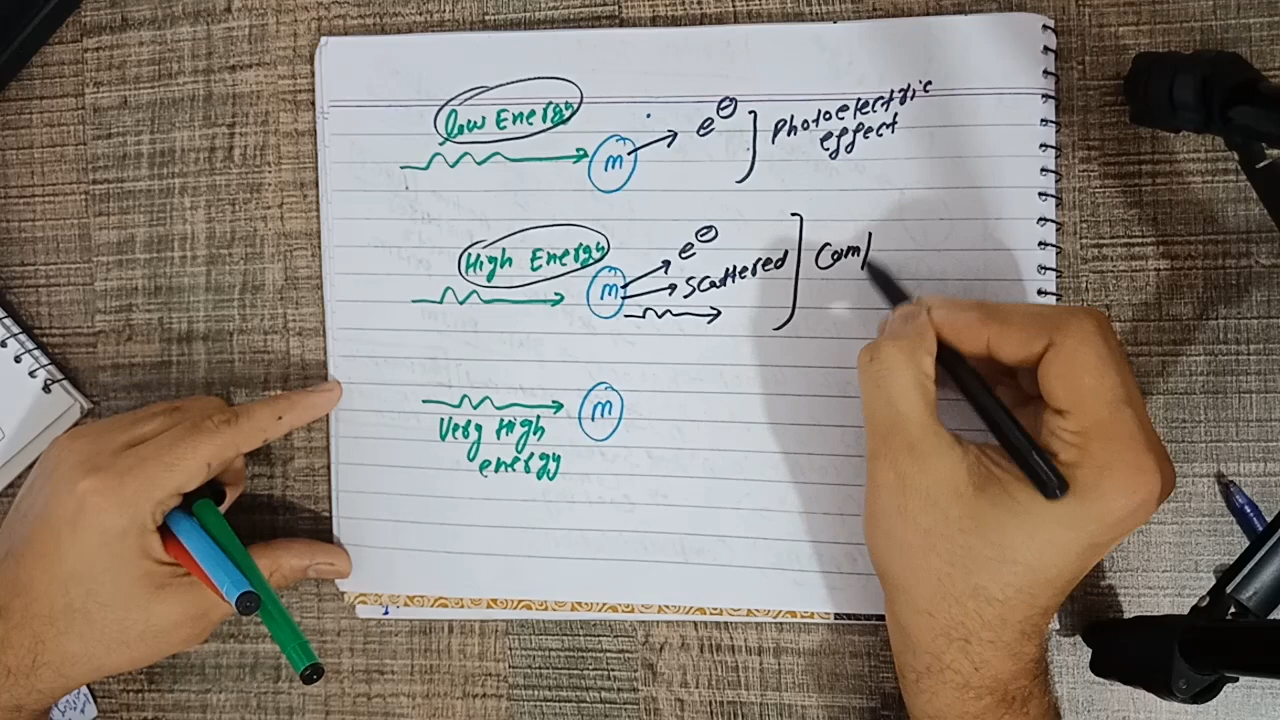 low Energy
m
e⊖
Photoelectric
effect
High Energy
m
e⊖
Scattered
Com
m
Very High
energy